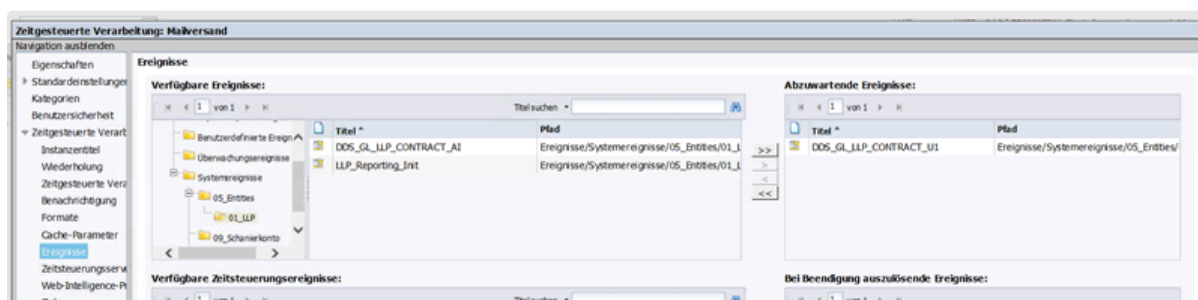 Zeitgesteuerte Verarbeitung: Mailversand
Navigation ausblenden
Eigenschaften
Ereignisse
Standardeinstellungen
Verfügbare Ereignisse:
Abzuwartende Ereignisse:
Kategorien
1 von 1
Titel suchen
1 von 1
Benutzersicherheit
Zeitgesteuerte Verarb
Benutzerdefinierte Ereign
Titel
Pfad
Titel
Pfad
Instanzentitel
Überwachungsereignisse
DDS_GL_LLP_CONTRACT_AI
Ereignisse/Systemereignisse/05_Entities/01_L
>>
DDS_GL_LLP_CONTRACT_U1
Ereignisse/Systemereignisse/05_Entities/
Wiederholung
Systemereignisse
LLP_Reporting_Init
Ereignisse/Systemereignisse/05_Entities/01_L
>
Zeitgesteuerte Vera
05_Entities
<
Benachrichtigung
<<
Formate
01_LLP
Cache-Parameter
09_Schanierkonto
Ereignisse
Zeitsteuerungsserv
Verfügbare Zeitsteuerungsereignisse:
Bei Beendigung auszulösende Ereignisse:
Web-Intelligence-P